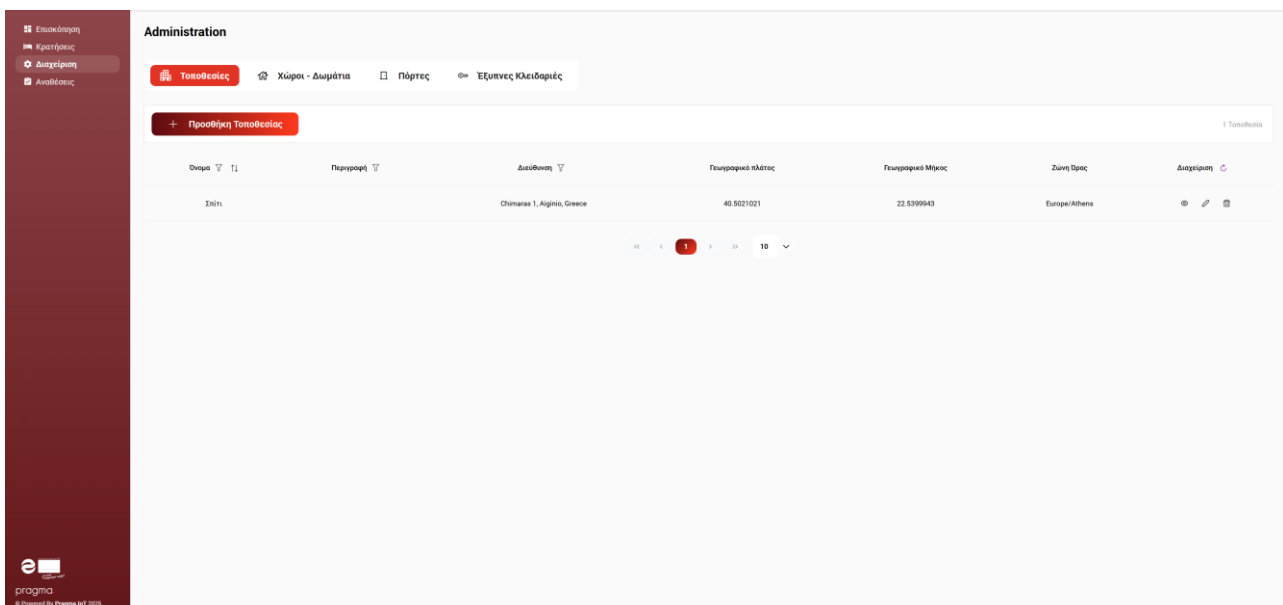 Επισκόπηση
Κρατήσεις
Διαχείριση
Αναθέσεις
Administration
Τοποθεσίες Χώροι - Δωμάτια Πόρτες Έξυπνες Κλειδαριές
+ Προσθήκη Τοποθεσίας 1 Τοποθεσία
Όνομα Περιγραφή Διεύθυνση Γεωγραφικό πλάτος Γεωγραφικό Μήκος Ζώνη Ώρας Διαχείριση
Σπίτι Chimaras 1, Aiginio, Greece 40.5021021 22.5399943 Europe/Athens
« ‹ 1 › » 10
pragma
© Powered By Pragma IoT 2025